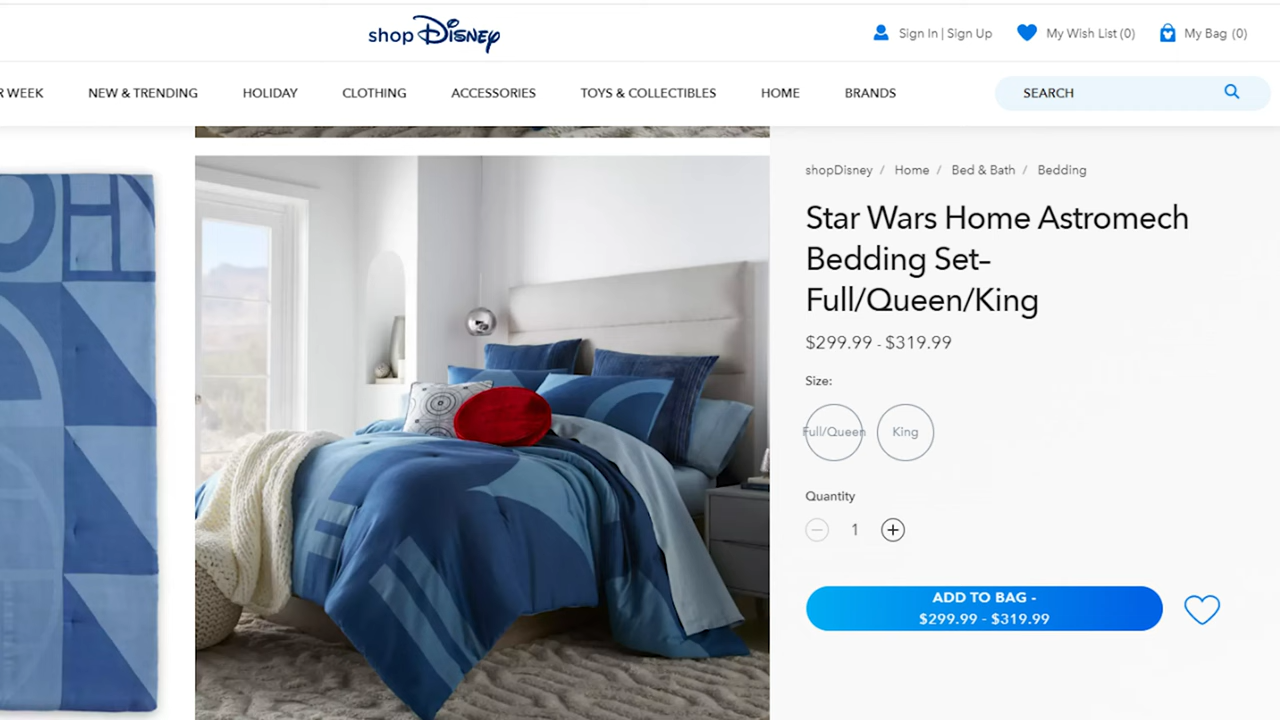 shop Disney
Sign In | Sign Up
My Wish List (0)
My Bag (0)
R WEEK
NEW & TRENDING
HOLIDAY
CLOTHING
ACCESSORIES
TOYS & COLLECTIBLES
HOME
BRANDS
SEARCH
shopDisney / Home / Bed & Bath / Bedding
Star Wars Home Astromech
Bedding Set–
Full/Queen/King
$299.99 - $319.99
Size:
Full/Queen
King
Quantity
1
ADD TO BAG -
$299.99 - $319.99